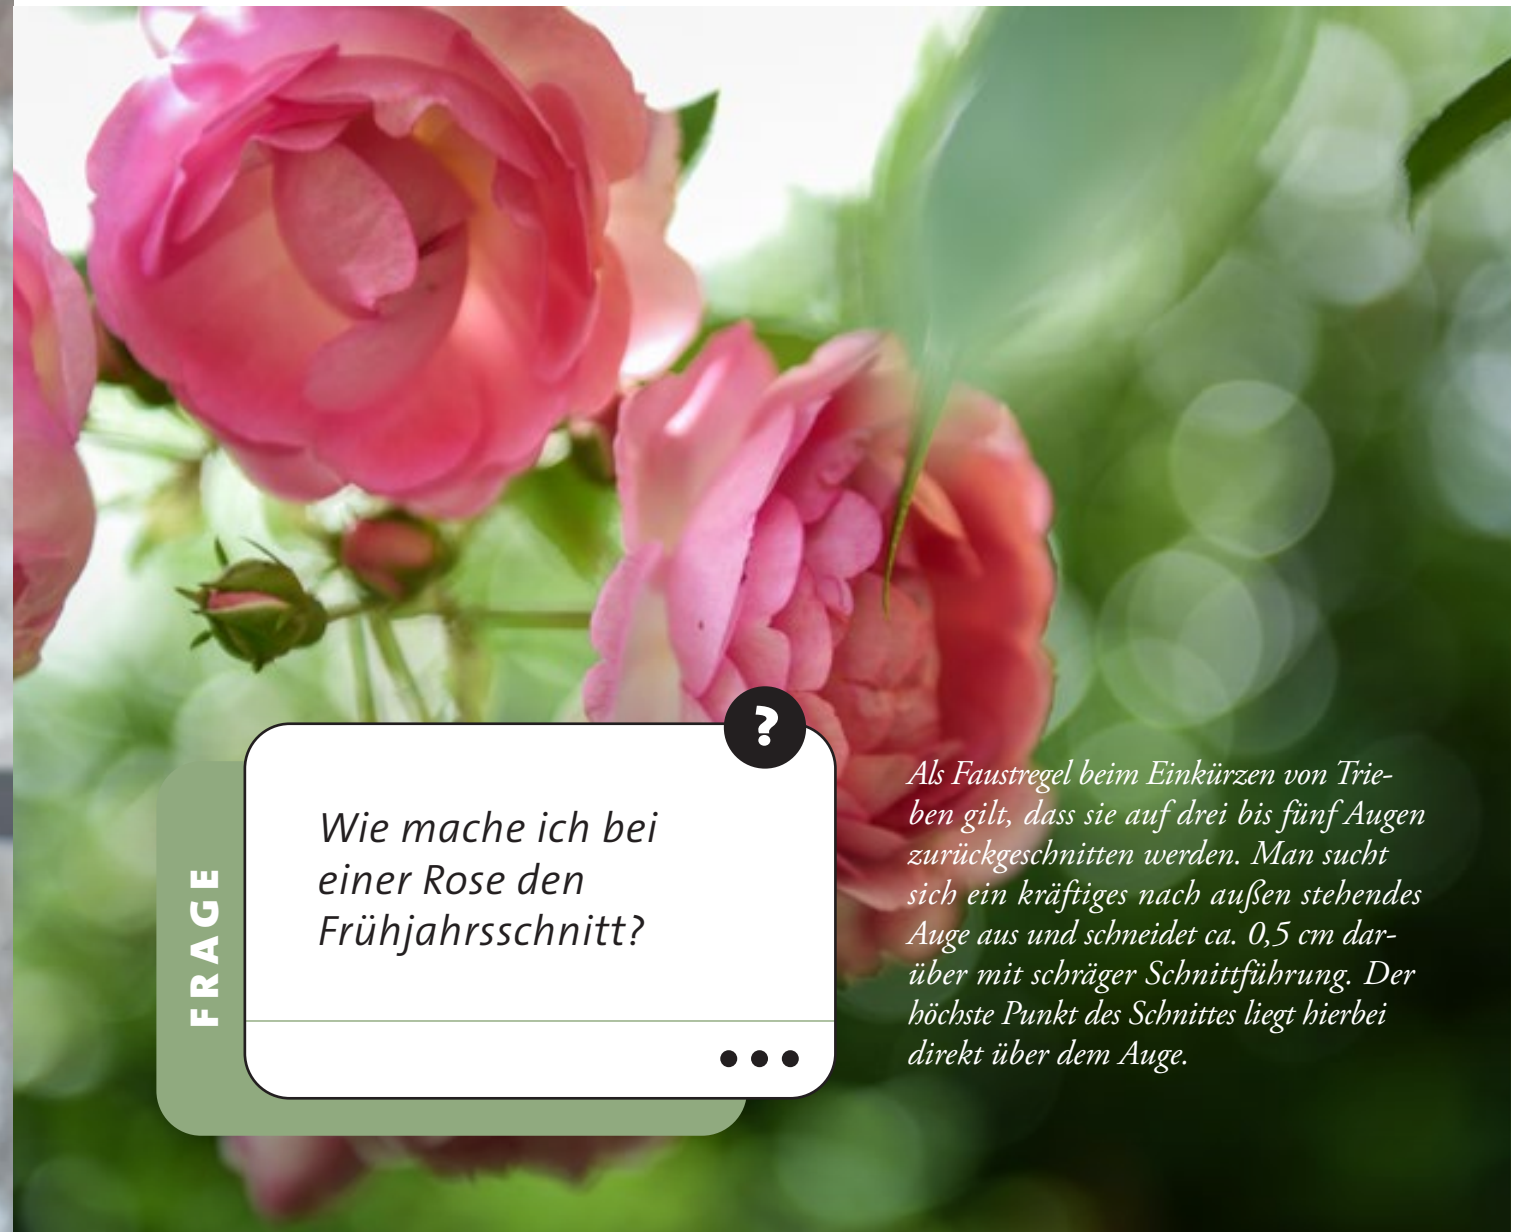 FRAGE
?
Wie mache ich bei
einer Rose den
Frühjahrsschnitt?
Als Faustregel beim Einkürzen von Trie-
ben gilt, dass sie auf drei bis fünf Augen
zurückgeschnitten werden. Man sucht
sich ein kräftiges nach außen stehendes
Auge aus und schneidet ca. 0,5 cm dar-
über mit schräger Schnittführung. Der
höchste Punkt des Schnittes liegt hierbei
direkt über dem Auge.